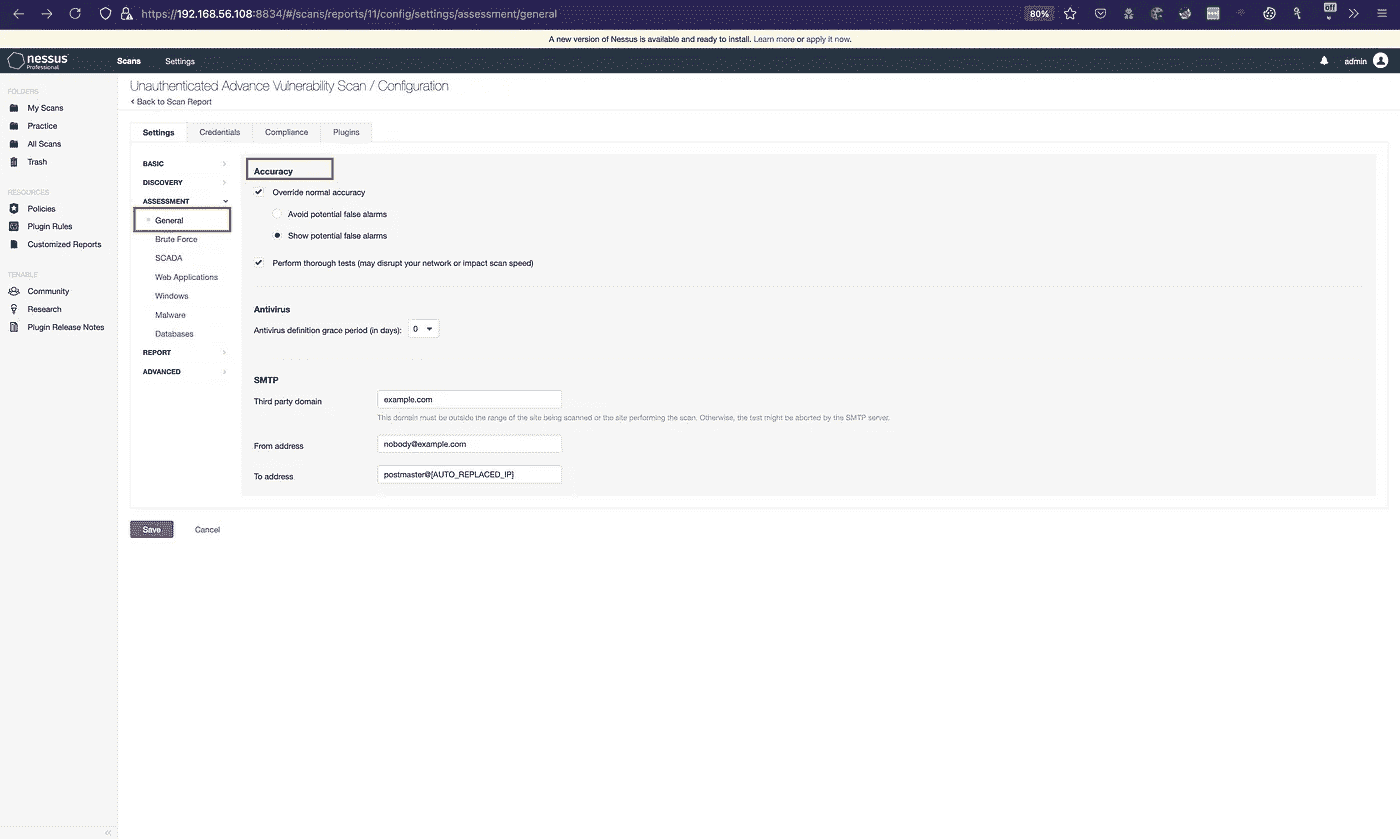 https://192.168.56.108:8834/#/scans/reports/11/config/settings/assessment/general
80%
off
A new version of Nessus is available and ready to install. Learn more or apply it now.
nessus
Professional
Scans
Settings
admin
FOLDERS
My Scans
Practice
All Scans
Trash
RESOURCES
Policies
Plugin Rules
Customized Reports
TENABLE
Community
Research
Plugin Release Notes
Unauthenticated Advance Vulnerability Scan / Configuration
Back to Scan Report
Settings
Credentials
Compliance
Plugins
BASIC
DISCOVERY
ASSESSMENT
General
Brute Force
SCADA
Web Applications
Windows
Malware
Databases
REPORT
ADVANCED
Accuracy
Override normal accuracy
Avoid potential false alarms
Show potential false alarms
Perform thorough tests (may disrupt your network or impact scan speed)
Antivirus
Antivirus definition grace period (in days): 0
SMTP
Third party domain example.com
This domain must be outside the range of the site being scanned or the site performing the scan. Otherwise, the test might be aborted by the SMTP server.
From address nobody@example.com
To address postmaster@[AUTO_REPLACED_IP]
Save
Cancel